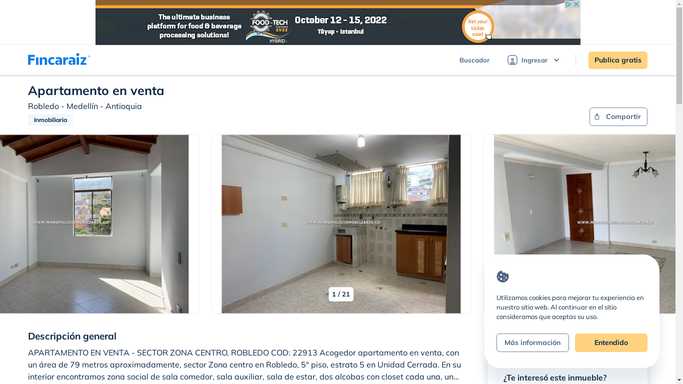 The ultimate business
platform for food & beverage
processing solutions!
FOOD-TECH
HYBRID
October 12 - 15, 2022
Tüyap - Istanbul
Get your
ticket
now!
Fincaraiz
Buscador
Ingresar
Publica gratis
Apartamento en venta
Robledo - Medellín - Antioquia
Inmobiliaria
Compartir
1 / 21
Utilizamos cookies para mejorar tu experiencia en
nuestro sitio web. Al continuar en el sitio
consideramos que aceptas su uso.
Más información
Entendido
Descripción general
APARTAMENTO EN VENTA - SECTOR ZONA CENTRO, ROBLEDO COD: 22913 Acogedor apartamento en venta, con
un área de 79 metros aproximadamente, sector Zona centro en Robledo, 5° piso, estrato 5 en Unidad Cerrada. En su
interior encontramos zona social de sala comedor, sala auxiliar, sala de estar, dos alcobas con closet cada una, un...
¿Te interesó este inmueble?